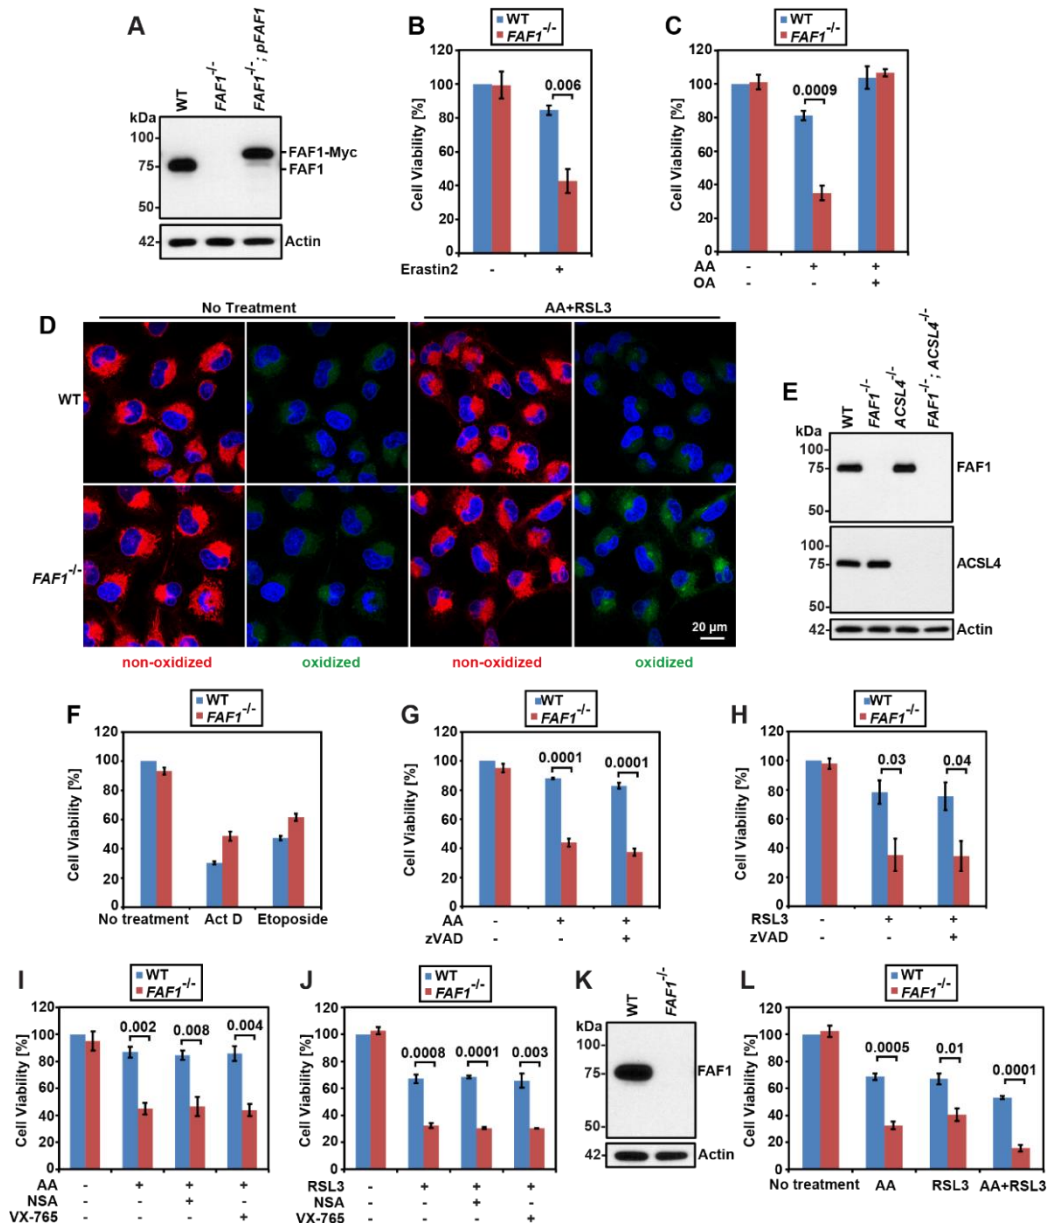 A
WT
FAF1-/-
FAF1-/-; pFAF1
kDa
100
75
50
42
FAF1-Myc
FAF1
Actin
B
WT
FAF1-/-
Cell Viability [%]
120
100
80
60
40
20
0
0.006
Erastin2 - +
C
WT
FAF1-/-
Cell Viability [%]
120
100
80
60
40
20
0
0.0009
AA - + +
OA - - +
D
No Treatment AA+RSL3
WT
FAF1-/-
20 µm
non-oxidized oxidized non-oxidized oxidized
E
WT
FAF1-/-
ACSL4-/-
FAF1-/-; ACSL4-/-
kDa
100
75
50
FAF1
100
75
50
ACSL4
42
Actin
F
WT
FAF1-/-
Cell Viability [%]
120
100
80
60
40
20
0
No treatment Act D Etoposide
G
WT
FAF1-/-
Cell Viability [%]
120
100
80
60
40
20
0
0.0001 0.0001
AA - + +
zVAD - - +
H
WT
FAF1-/-
Cell Viability [%]
120
100
80
60
40
20
0
0.03 0.04
RSL3 - + +
zVAD - - +
I
WT
FAF1-/-
Cell Viability [%]
120
100
80
60
40
20
0
0.002 0.008 0.004
AA - + + +
NSA - - + -
VX-765 - - - +
J
WT
FAF1-/-
Cell Viability [%]
120
100
80
60
40
20
0
0.0008 0.0001 0.003
RSL3 - + + +
NSA - - + -
VX-765 - - - +
K
WT
FAF1-/-
kDa
100
75
50
42
FAF1
Actin
L
WT
FAF1-/-
Cell Viability [%]
120
100
80
60
40
20
0
0.0005 0.01 0.0001
No treatment AA RSL3 AA+RSL3